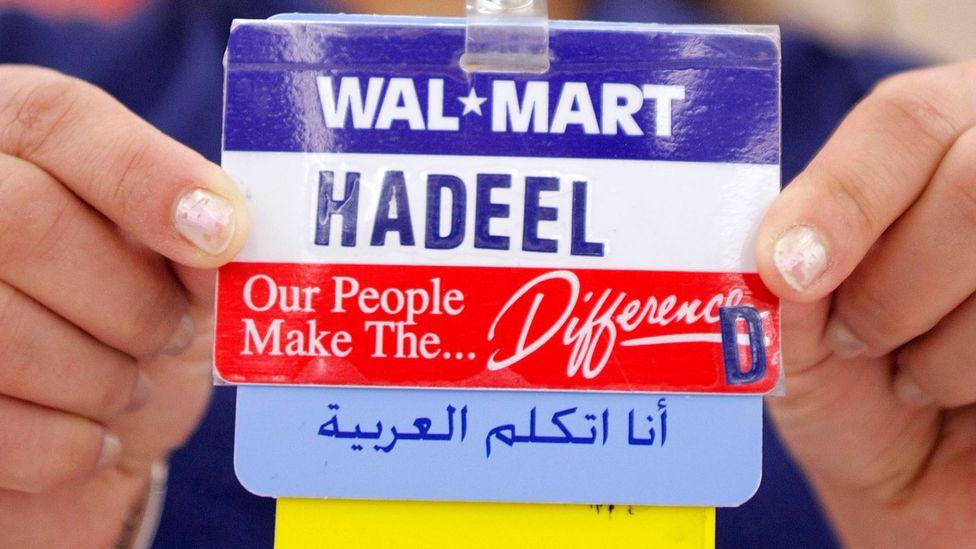 WAL★MART
HADEEL
Our People
Make The... Difference
D
أنا اتكلم العربية